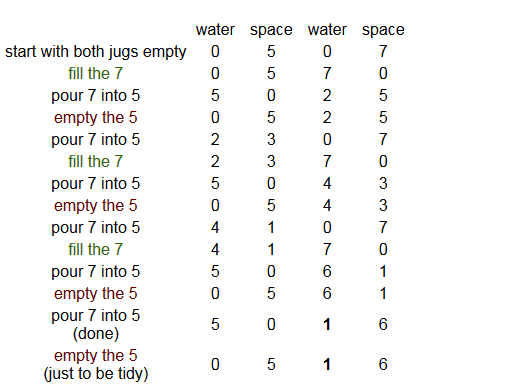 water space water space
start with both jugs empty 0 5 0 7
fill the 7 0 5 7 0
pour 7 into 5 5 0 2 5
empty the 5 0 5 2 5
pour 7 into 5 2 3 0 7
fill the 7 2 3 7 0
pour 7 into 5 5 0 4 3
empty the 5 0 5 4 3
pour 7 into 5 4 1 0 7
fill the 7 4 1 7 0
pour 7 into 5 5 0 6 1
empty the 5 0 5 6 1
pour 7 into 5
(done) 5 0 1 6
empty the 5
(just to be tidy) 0 5 1 6